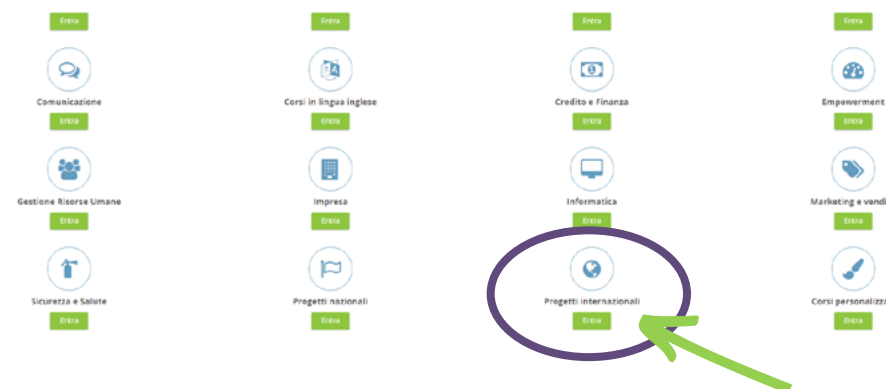 Entra Entra Entra Entra
Comunicazione Corsi in lingua inglese Credito e Finanza Empowerment
Entra Entra Entra Entra
Gestione Risorse Umane Impresa Informatica Marketing e vendi
Entra Entra Entra Entra
Sicurezza e Salute Progetti nazionali Progetti internazionali Corsi personalizza
Entra Entra Entra Entra